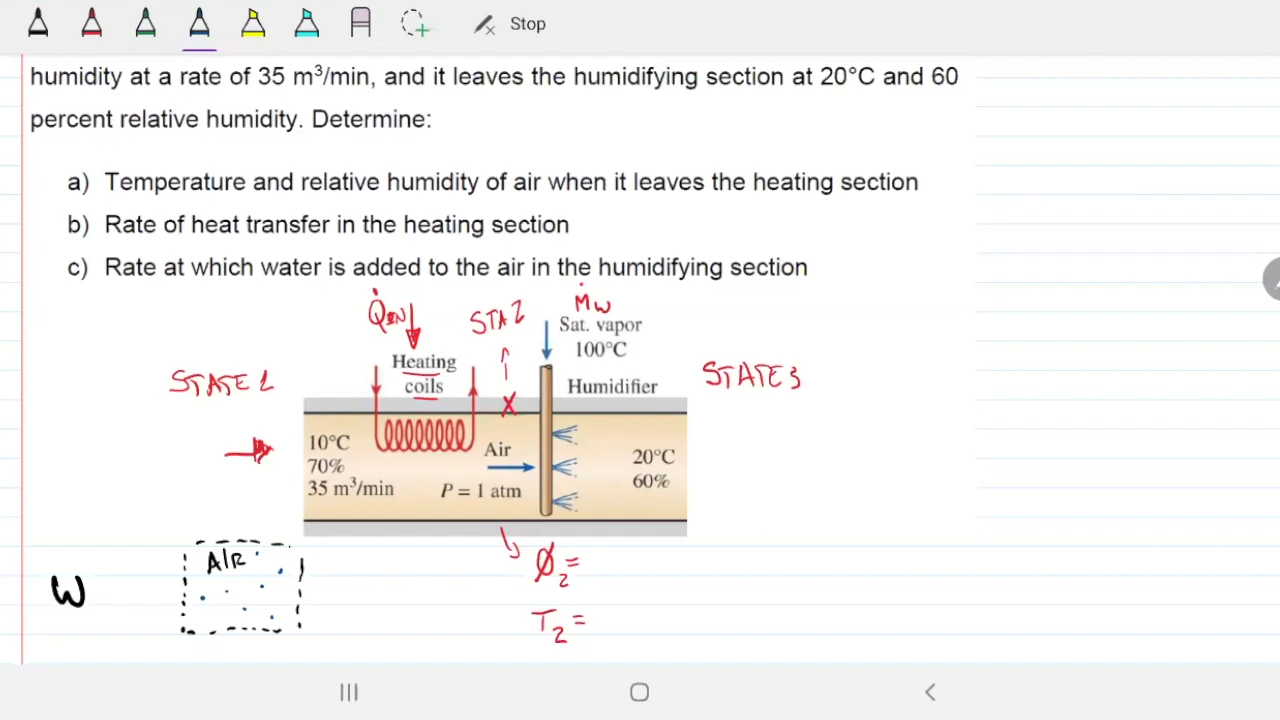 Stop
humidity at a rate of 35 m³/min, and it leaves the humidifying section at 20°C and 60
percent relative humidity. Determine:
a) Temperature and relative humidity of air when it leaves the heating section
b) Rate of heat transfer in the heating section
c) Rate at which water is added to the air in the humidifying section
Q̇IN
STA2
Ṁw
Sat. vapor
100°C
Heating
coils
Humidifier
STATE 1
STATE 3
10°C
70%
35 m³/min
Air
P = 1 atm
20°C
60%
AIR
W
Ø₂=
T₂=